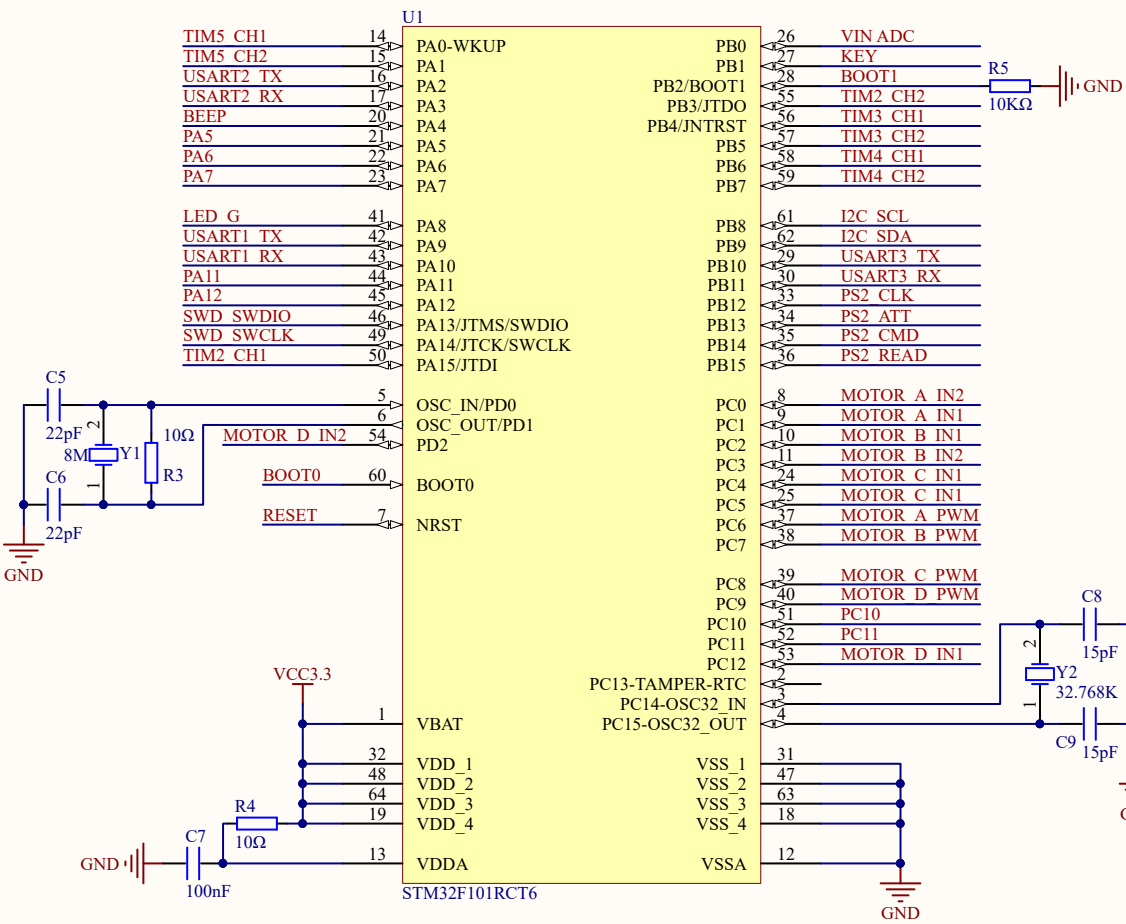 U1
TIM5_CH1 14 PA0-WKUP
TIM5_CH2 15 PA1
USART2_TX 16 PA2
USART2_RX 17 PA3
BEEP 20 PA4
PA5 21 PA5
PA6 22 PA6
PA7 23 PA7
LED_G 41 PA8
USART1_TX 42 PA9
USART1_RX 43 PA10
PA11 44 PA11
PA12 45 PA12
SWD_SWDIO 46 PA13/JTMS/SWDIO
SWD_SWCLK 49 PA14/JTCK/SWCLK
TIM2_CH1 50 PA15/JTDI
5 OSC_IN/PD0
6 OSC_OUT/PD1
MOTOR_D_IN2 54 PD2
BOOT0 60 BOOT0
RESET 7 NRST
C5
22pF
2
8M Y1
1
10Ω
R3
C6
22pF
GND
VCC3.3
1 VBAT
32 VDD_1
48 VDD_2
64 VDD_3
19 VDD_4
13 VDDA
R4
10Ω
GND
C7
100nF
PB0 26 VIN ADC
PB1 27 KEY
PB2/BOOT1 28 BOOT1
PB3/JTDO 55 TIM2_CH2
PB4/JNTRST 56 TIM3_CH1
PB5 57 TIM3_CH2
PB6 58 TIM4_CH1
PB7 59 TIM4_CH2
R5
10KΩ
GND
PB8 61 I2C_SCL
PB9 62 I2C_SDA
PB10 29 USART3_TX
PB11 30 USART3_RX
PB12 33 PS2_CLK
PB13 34 PS2_ATT
PB14 35 PS2_CMD
PB15 36 PS2_READ
PC0 8 MOTOR_A_IN2
PC1 9 MOTOR_A_IN1
PC2 10 MOTOR_B_IN1
PC3 11 MOTOR_B_IN2
PC4 24 MOTOR_C_IN1
PC5 25 MOTOR_C_IN1
PC6 37 MOTOR_A_PWM
PC7 38 MOTOR_B_PWM
PC8 39 MOTOR_C_PWM
PC9 40 MOTOR_D_PWM
PC10 51 PC10
PC11 52 PC11
PC12 53 MOTOR_D_IN1
PC13-TAMPER-RTC 2
PC14-OSC32_IN 3
PC15-OSC32_OUT 4
C8
15pF
2
Y2
32.768K
1
C9 15pF
VSS_1 31
VSS_2 47
VSS_3 63
VSS_4 18
VSSA 12
GND
STM32F101RCT6